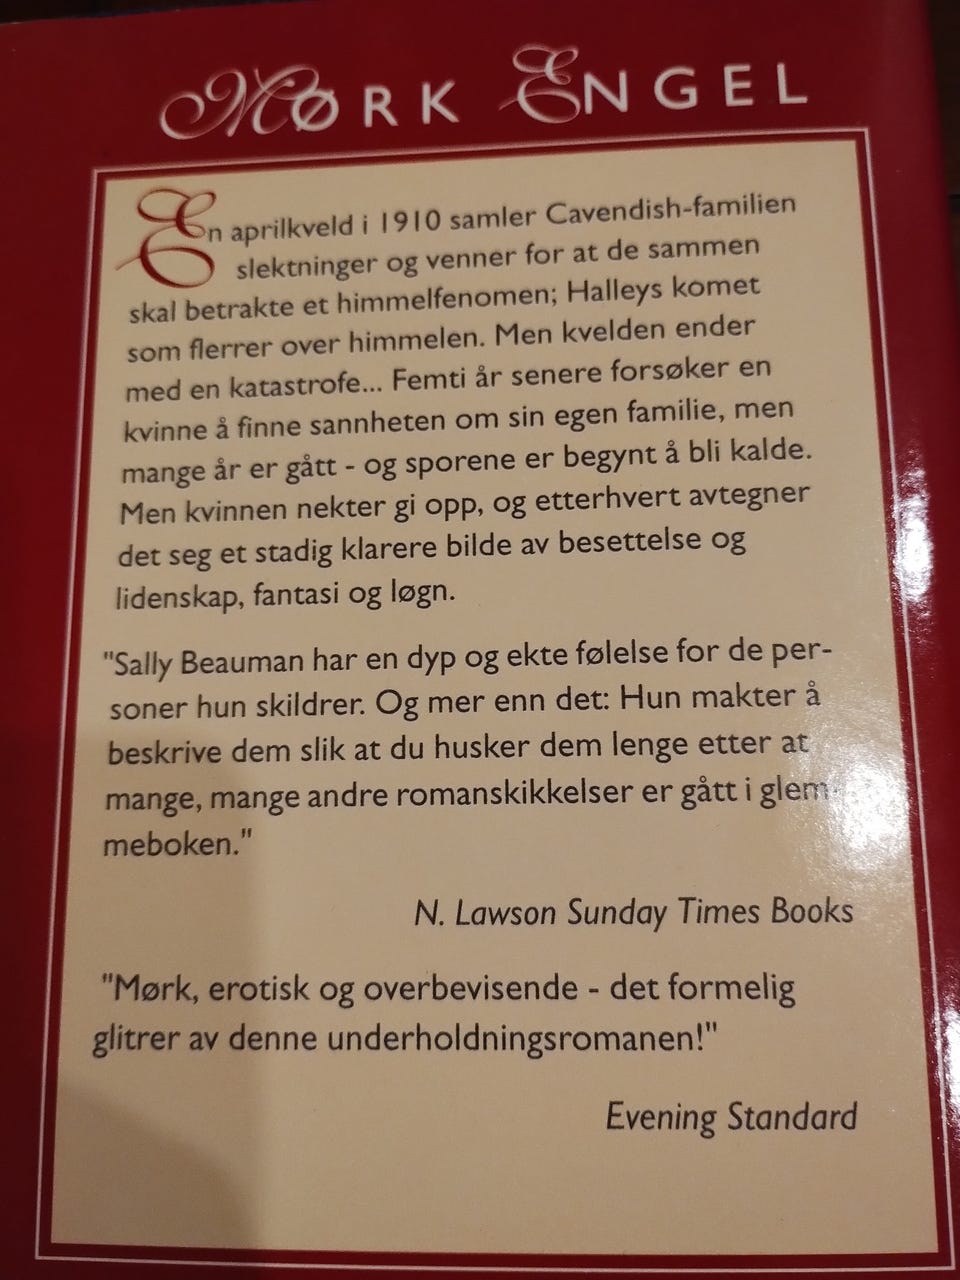 MØRK ENGEL
En aprilkveld i 1910 samler Cavendish-familien
slektninger og venner for at de sammen
skal betrakte et himmelfenomen; Halleys komet
som flerrer over himmelen. Men kvelden ender
med en katastrofe... Femti år senere forsøker en
kvinne å finne sannheten om sin egen familie, men
mange år er gått - og sporene er begynt å bli kalde.
Men kvinnen nekter gi opp, og etterhvert avtegner
det seg et stadig klarere bilde av besettelse og
lidenskap, fantasi og løgn.
"Sally Beauman har en dyp og ekte følelse for de per-
soner hun skildrer. Og mer enn det: Hun makter å
beskrive dem slik at du husker dem lenge etter at
mange, mange andre romanskikkelser er gått i glem-
meboken."
N. Lawson Sunday Times Books
"Mørk, erotisk og overbevisende - det formelig
glitrer av denne underholdningsromanen!"
Evening Standard